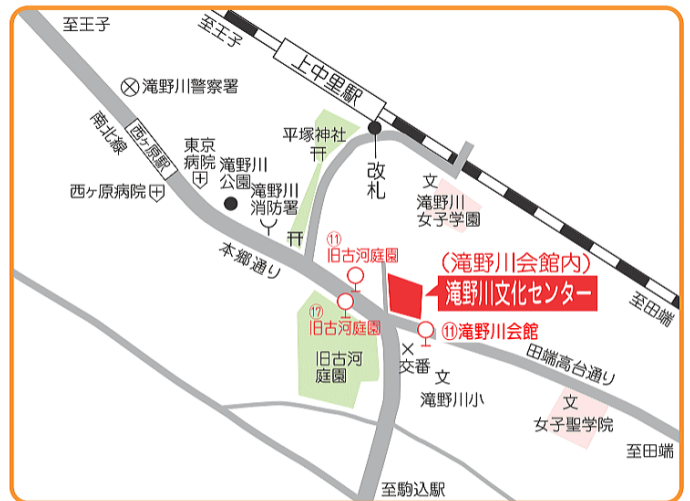 至王子
至王子
上中里駅
滝野川警察署
南北線
西ケ原駅
東京
病院
滝野川
公園
滝野川
消防署
平塚神社
改札
文
滝野川
女子学園
西ヶ原病院
本郷通り
⑪
旧古河庭園
(滝野川会館内)
滝野川文化センター
至田端
⑰
旧古河庭園
⑪滝野川会館
旧古河
庭園
交番
文
滝野川小
田端高台通り
文
女子聖学院
至田端
至駒込駅